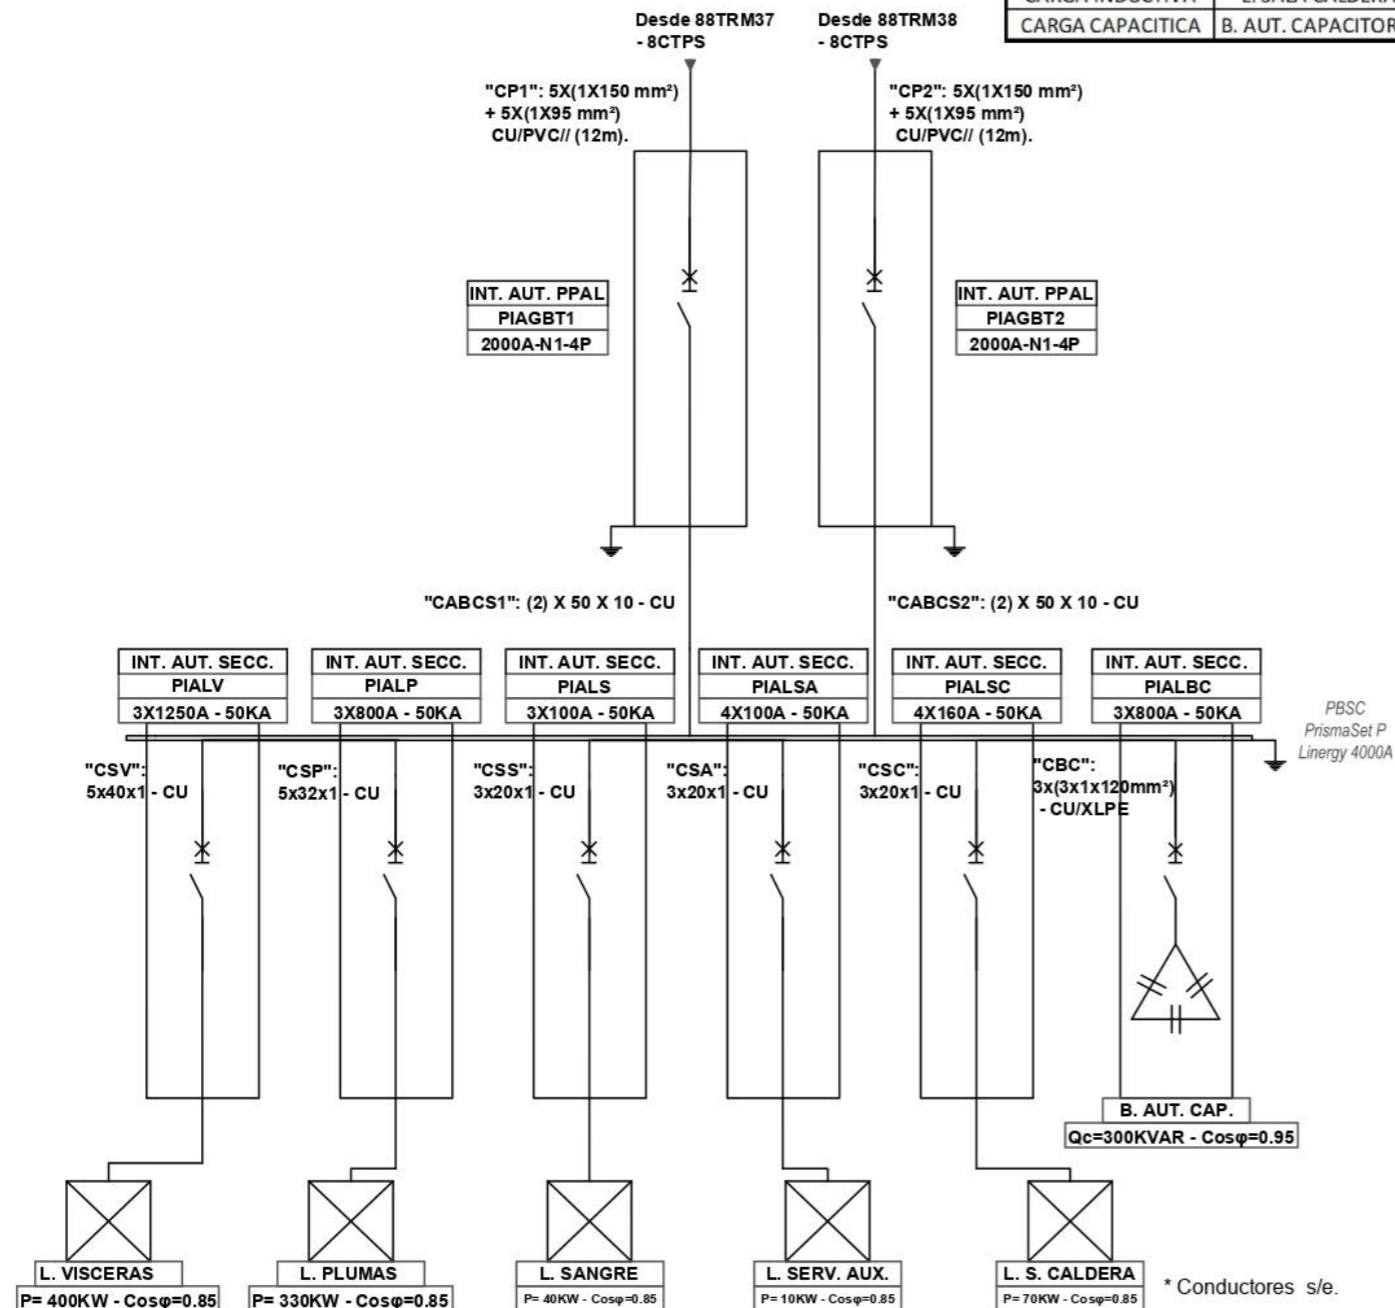 Desde 88TRM37
- 8CTPS
Desde 88TRM38
- 8CTPS
CARGA CAPACITICA
B. AUT. CAPACITOR
"CP1": 5X(1X150 mm²)
+ 5X(1X95 mm²)
CU/PVC// (12m).
"CP2": 5X(1X150 mm²)
+ 5X(1X95 mm²)
CU/PVC// (12m).
INT. AUT. PPAL
PIAGBT1
2000A-N1-4P
INT. AUT. PPAL
PIAGBT2
2000A-N1-4P
"CABCS1": (2) X 50 X 10 - CU
"CABCS2": (2) X 50 X 10 - CU
INT. AUT. SECC.
PIALV
3X1250A - 50KA
INT. AUT. SECC.
PIALP
3X800A - 50KA
INT. AUT. SECC.
PIALS
3X100A - 50KA
INT. AUT. SECC.
PIALSA
4X100A - 50KA
INT. AUT. SECC.
PIALSC
4X160A - 50KA
INT. AUT. SECC.
PIALBC
3X800A - 50KA
PBSC
PrismaSet P
Linergy 4000A
"CSV":
5x40x1 - CU
"CSP":
5x32x1 - CU
"CSS":
3x20x1 - CU
"CSA":
3x20x1 - CU
"CSC":
3x20x1 - CU
"CBC":
3x(3x1x120mm²)
- CU/XLPE
B. AUT. CAP.
Qc=300KVAR - Cosφ=0.95
L. VISCERAS
P= 400KW - Cosφ=0.85
L. PLUMAS
P= 330KW - Cosφ=0.85
L. SANGRE
P= 40KW - Cosφ=0.85
L. SERV. AUX.
P= 10KW - Cosφ=0.85
L. S. CALDERA
P= 70KW - Cosφ=0.85
* Conductores s/e.